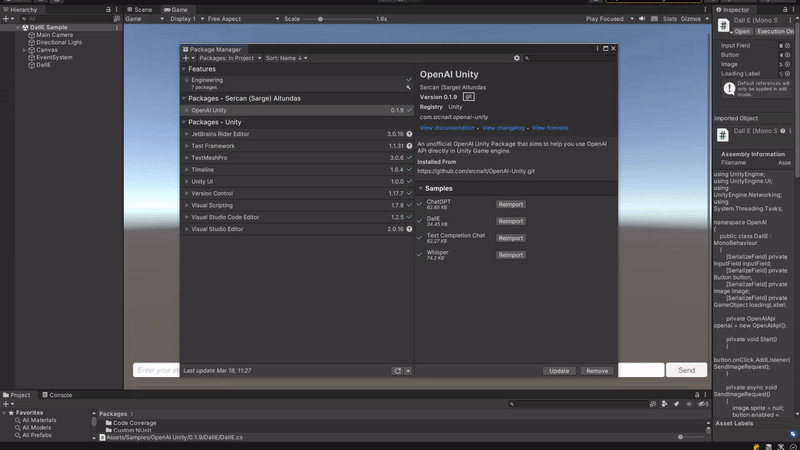 Hierarchy
All
DallE Sample
Main Camera
Directional Light
Canvas
EventSystem
DallE
Scene
Game
Game
Display 1
Free Aspect
Scale
1.6x
Play Focused
Stats
Gizmos
Package Manager
Packages: In Project
Sort: Name ↓
Features
Engineering
7 packages
Packages - Sercan (Sarge) Altundas
OpenAI Unity 0.1.9
Packages - Unity
JetBrains Rider Editor 3.0.16
Test Framework 1.1.31
TextMeshPro 3.0.6
Timeline 1.6.4
Unity UI 1.0.0
Version Control 1.17.7
Visual Scripting 1.7.8
Visual Studio Code Editor 1.2.5
Visual Studio Editor 2.0.16
Last update Mar 18, 11:27
OpenAI Unity
Sercan (Sarge) Altundas
Version 0.1.9 git
Registry Unity
com.srcnalt.openai-unity
View documentation • View changelog • View licenses
An unofficial OpenAI Unity Package that aims to help you use OpenAI
API directly in Unity Game engine.
Installed From
https://github.com/srcnalt/OpenAI-Unity.git
Samples
ChatGPT Reimport
62.65 KB
DallE Reimport
34.45 KB
Text Completion Chat Reimport
62.27 KB
Whisper Reimport
74.2 KB
Update
Remove
Enter your
Send
Inspector
Dall E (Mono S
Open
Execution Or
Input Field
Button
Image
Loading Label
Default references will
only be applied in edit
mode.
Imported Object
Dall E (Mono S
Assembly Information
Filename Asse
using UnityEngine;
using UnityEngine.UI;
using
UnityEngine.Networking;
using
System.Threading.Tasks;
namespace OpenAI
{
public class DallE :
MonoBehaviour
{
[SerializeField] private
InputField inputField;
[SerializeField] private
Button button;
[SerializeField] private
Image image;
[SerializeField] private
GameObject loadingLabel;
private OpenAIApi
openai = new OpenAIApi();
private void Start()
{
button.onClick.AddListener(
SendImageRequest);
}
private async void
SendImageRequest()
{
image.sprite = null;
button.enabled =
Asset Labels
Project
Console
Favorites
All Materials
All Models
All Prefabs
Packages
Code Coverage
Custom NUnit
Assets/Samples/OpenAI Unity/0.1.9/DallE/DallE.cs